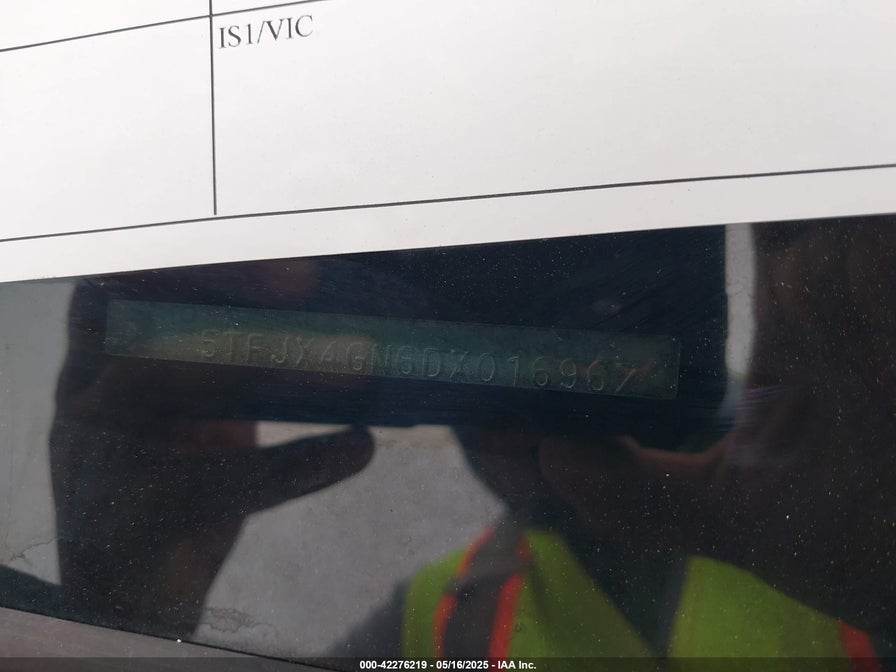 IS1/VIC
5TFJX4GN6DX016967
000-42276219 - 05/16/2025 - IAA Inc.